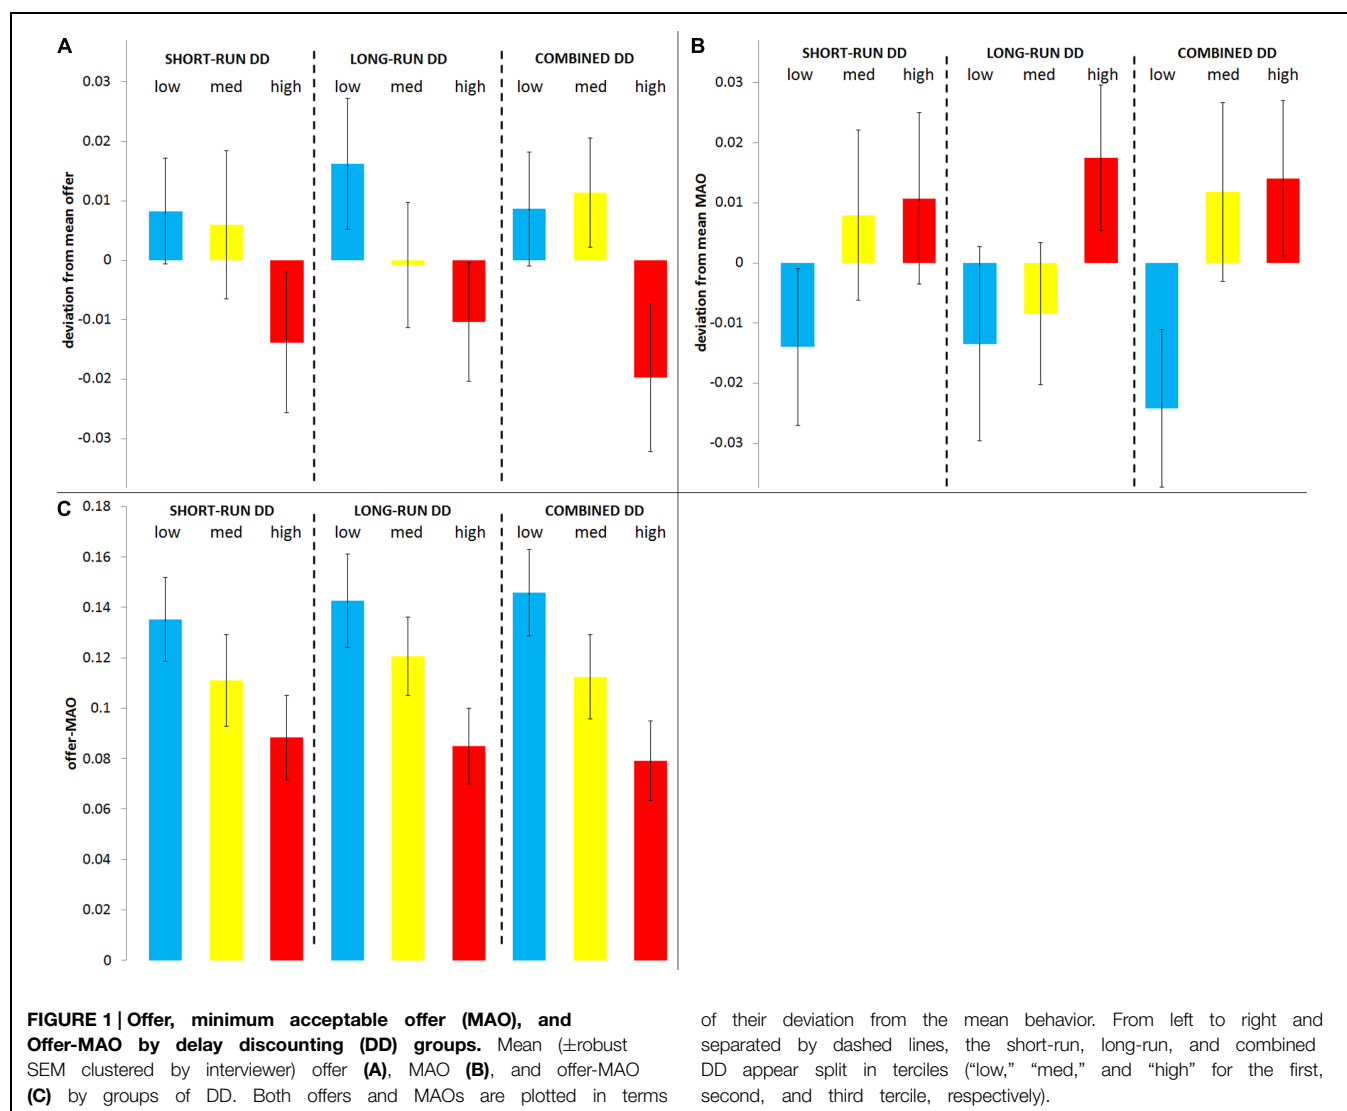 A
SHORT-RUN DD
LONG-RUN DD
COMBINED DD
low med high
low med high
low med high
deviation from mean offer
0.03
0.02
0.01
0
-0.01
-0.02
-0.03
B
SHORT-RUN DD
LONG-RUN DD
COMBINED DD
low med high
low med high
low med high
deviation from mean MAO
0.03
0.02
0.01
0
-0.01
-0.02
-0.03
C
SHORT-RUN DD
LONG-RUN DD
COMBINED DD
low med high
low med high
low med high
offer-MAO
0.18
0.16
0.14
0.12
0.1
0.08
0.06
0.04
0.02
0
FIGURE 1 | Offer, minimum acceptable offer (MAO), and
Offer-MAO by delay discounting (DD) groups. Mean (±robust
SEM clustered by interviewer) offer (A), MAO (B), and offer-MAO
(C) by groups of DD. Both offers and MAOs are plotted in terms
of their deviation from the mean behavior. From left to right and
separated by dashed lines, the short-run, long-run, and combined
DD appear split in terciles (“low,” “med,” and “high” for the first,
second, and third tercile, respectively).